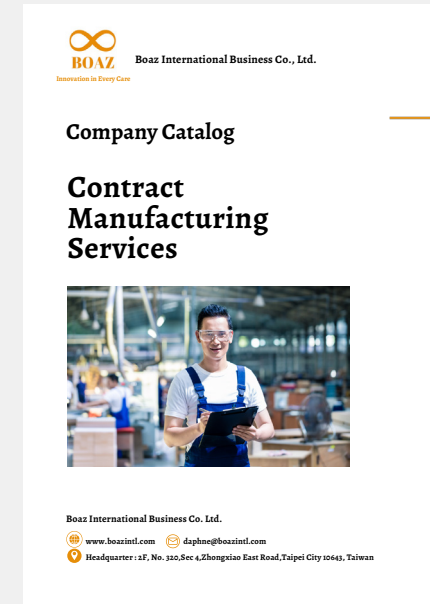 BOAZ
Innovation in Every Care
Boaz International Business Co., Ltd.
Company Catalog
Contract
Manufacturing
Services
Boaz International Business Co. Ltd.
www.boazintl.com daphne@boazintl.com
Headquarter : 2F, No. 320,Sec 4,Zhongxiao East Road,Taipei City 10643, Taiwan